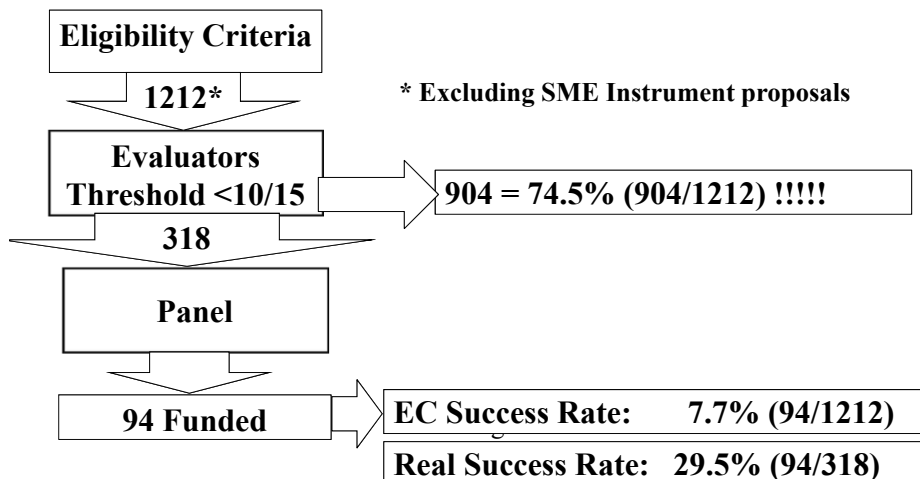 Eligibility Criteria
1212*
* Excluding SME Instrument proposals
Evaluators
Threshold <10/15
904 = 74.5% (904/1212) !!!!!
318
Panel
94 Funded
EC Success Rate: 7.7% (94/1212)
Real Success Rate: 29.5% (94/318)